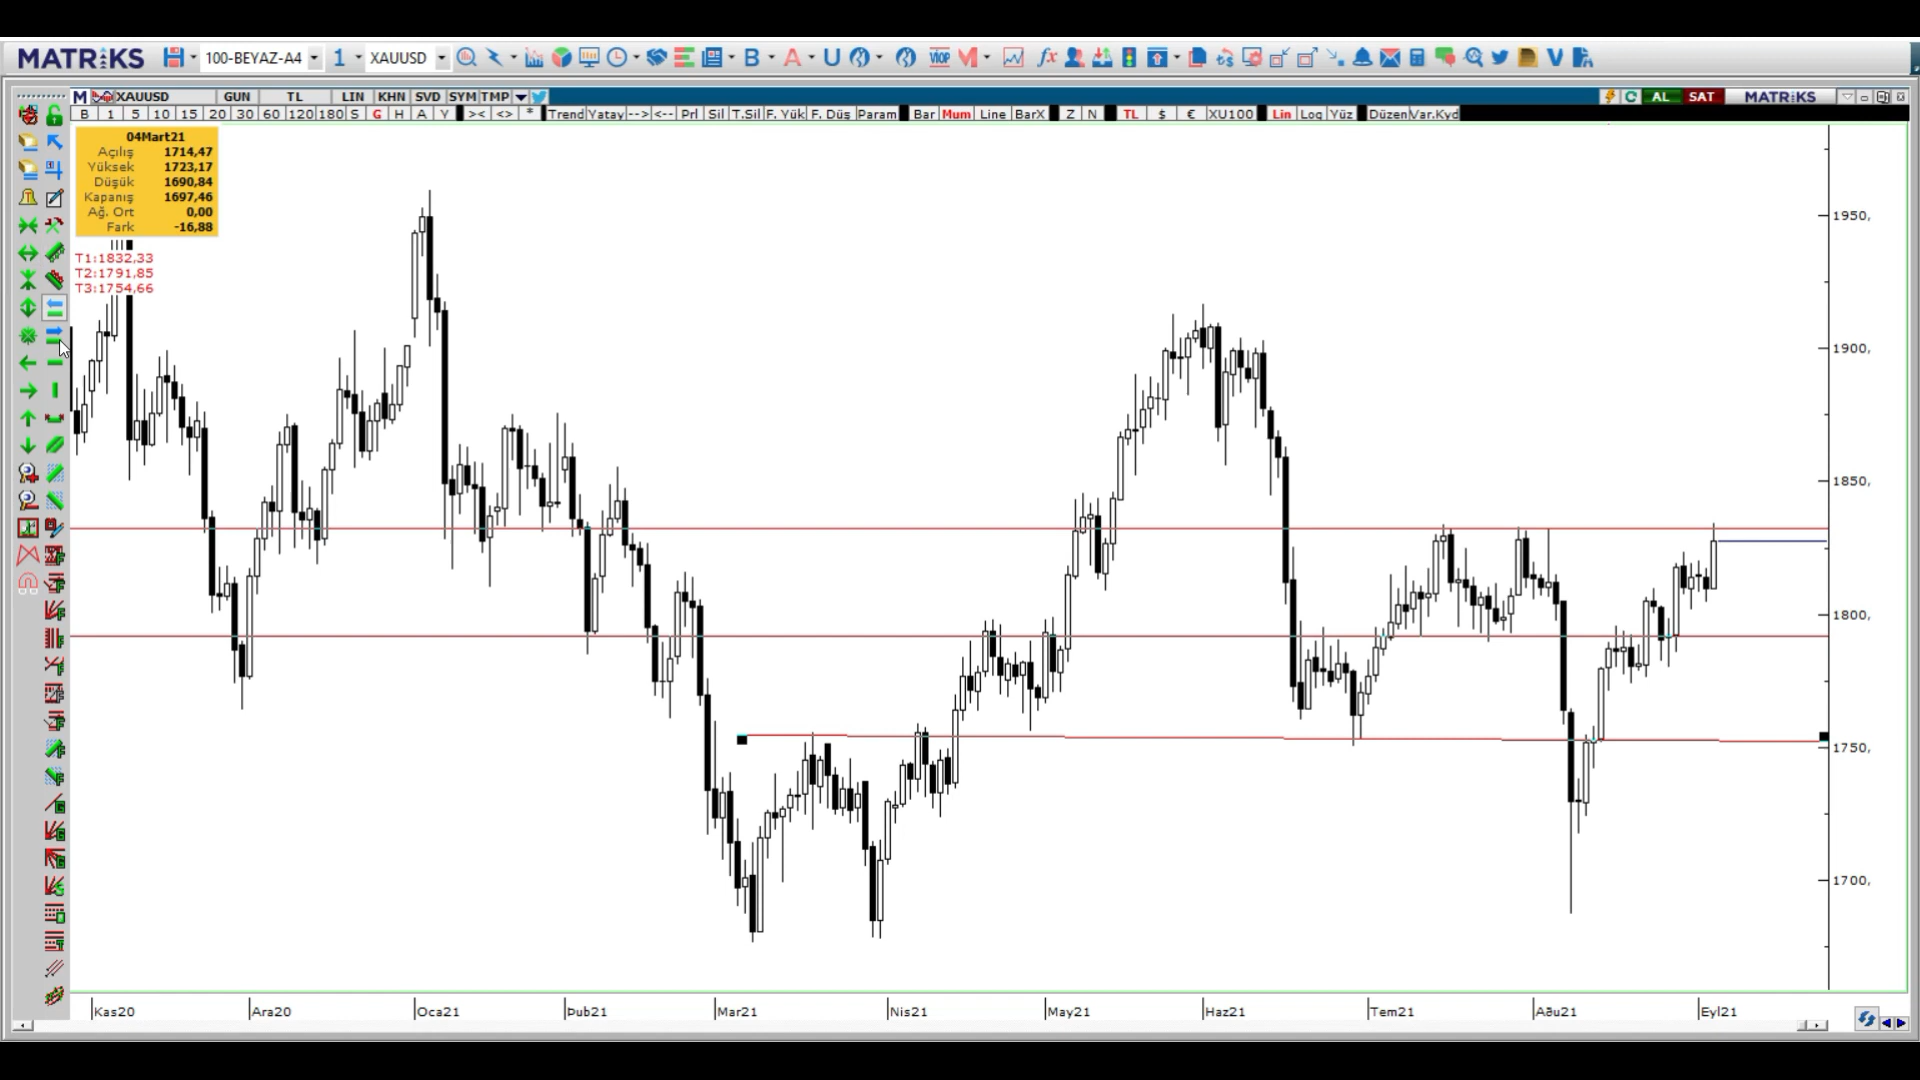 MATRiKS 100-BEYAZ-A4 1 XAUUSD B A U VIOP M fx V
M XAUUSD GUN TL LIN KHN SVD SYM TMP C AL SAT MATRiKS
B 1 5 10 15 20 30 60 120 180 S G H A Y >< <> * Trend Yatay --> <-- Prl Sil T.Sil F. Yük F. Düş Param Bar Mum Line BarX Z N TL $ € XU100 Lin Log Yüz Düzen Var.Kyd
04Mart21
Açılış 1714,47
Yüksek 1723,17
Düşük 1690,84
Kapanış 1697,46
Ağ. Ort 0,00
Fark -16,88
T1:1832,33
T2:1791,85
T3:1754,66
1950,
1900,
1850,
1800,
1750,
1700,
Kas20 Ara20 Oca21 Þub21 Mar21 Nis21 May21 Haz21 Tem21 Aðu21 Eyl21